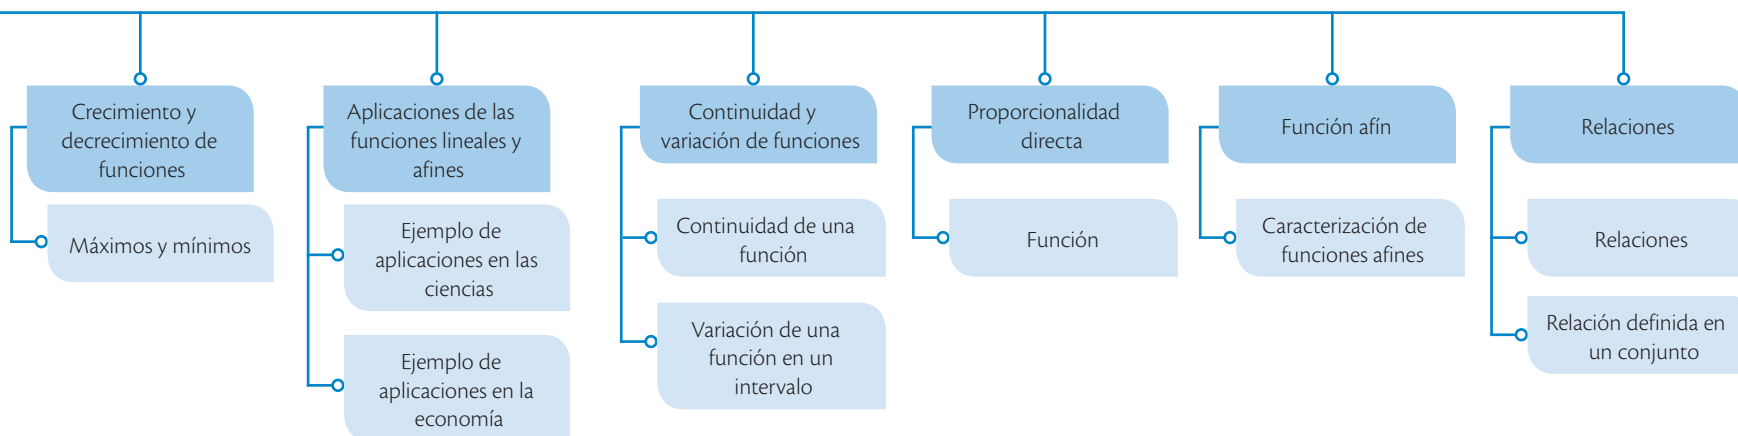 Crecimiento y
decrecimiento de
funciones
Máximos y mínimos
Aplicaciones de las
funciones lineales y
afines
Ejemplo de
aplicaciones en las
ciencias
Ejemplo de
aplicaciones en la
economía
Continuidad y
variación de funciones
Continuidad de una
función
Variación de una
función en un
intervalo
Proporcionalidad
directa
Función
Función afín
Caracterización de
funciones afines
Relaciones
Relaciones
Relación definida en
un conjunto